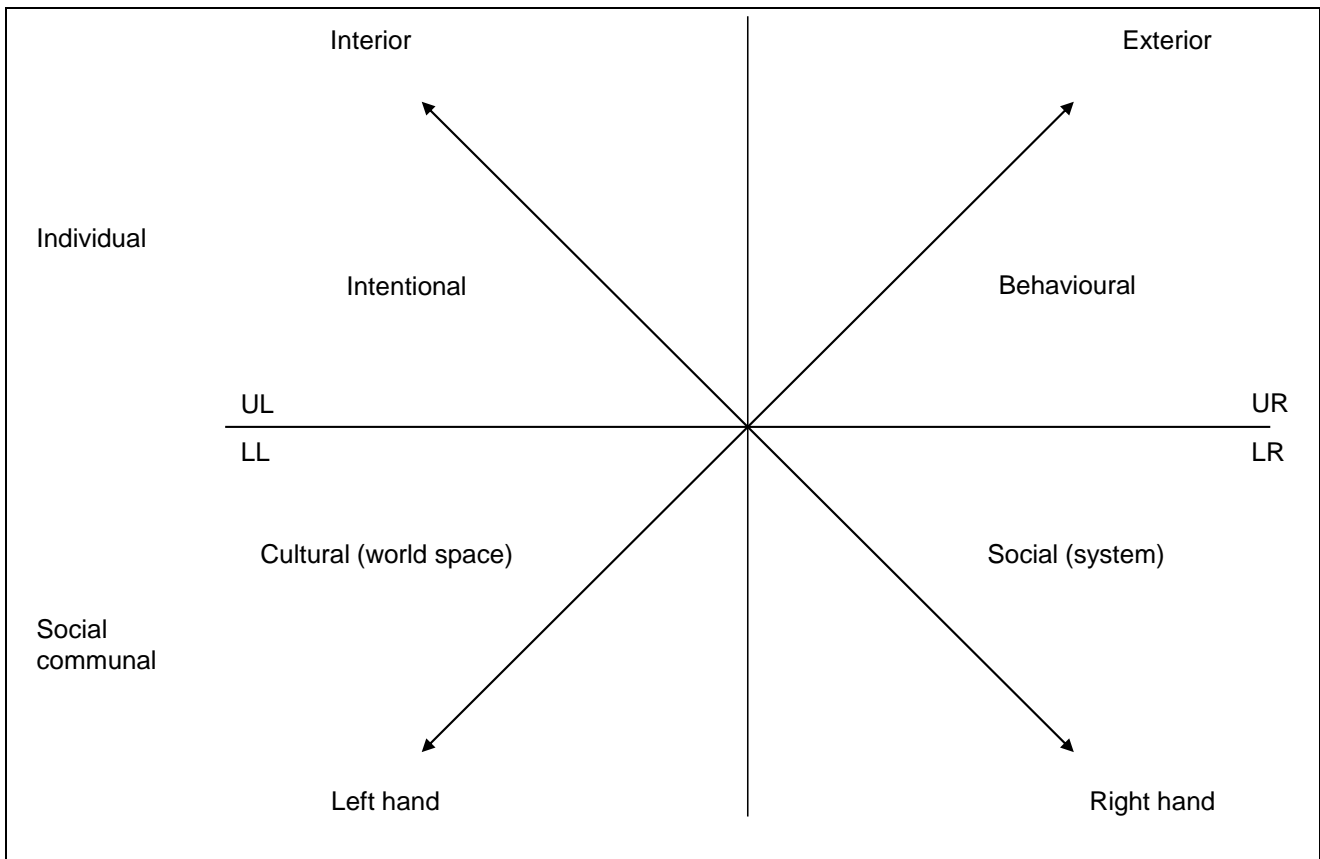 Interior
Exterior
Individual
Intentional
Behavioural
UL
UR
LL
LR
Cultural (world space)
Social (system)
Social
communal
Left hand
Right hand